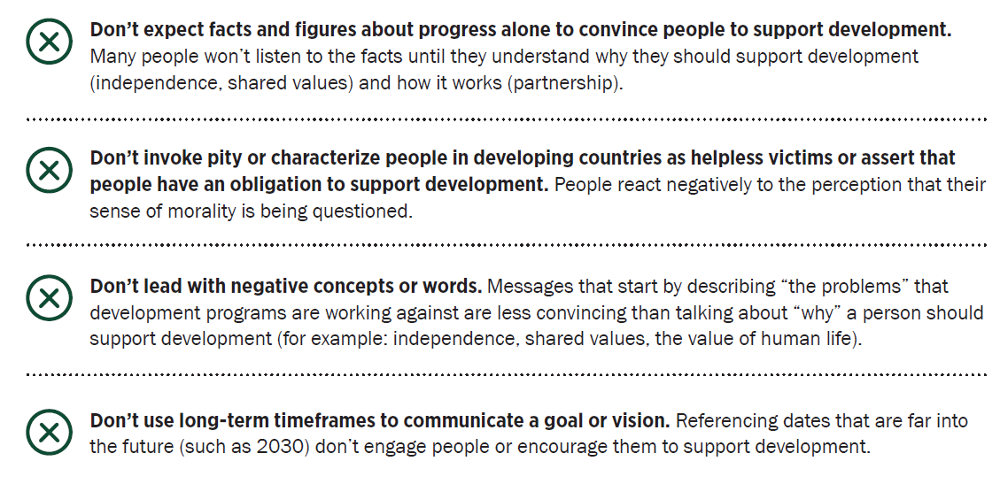 Don’t expect facts and figures about progress alone to convince people to support development.
Many people won’t listen to the facts until they understand why they should support development
(independence, shared values) and how it works (partnership).
Don’t invoke pity or characterize people in developing countries as helpless victims or assert that
people have an obligation to support development. People react negatively to the perception that their
sense of morality is being questioned.
Don’t lead with negative concepts or words. Messages that start by describing “the problems” that
development programs are working against are less convincing than talking about “why” a person should
support development (for example: independence, shared values, the value of human life).
Don’t use long-term timeframes to communicate a goal or vision. Referencing dates that are far into
the future (such as 2030) don’t engage people or encourage them to support development.